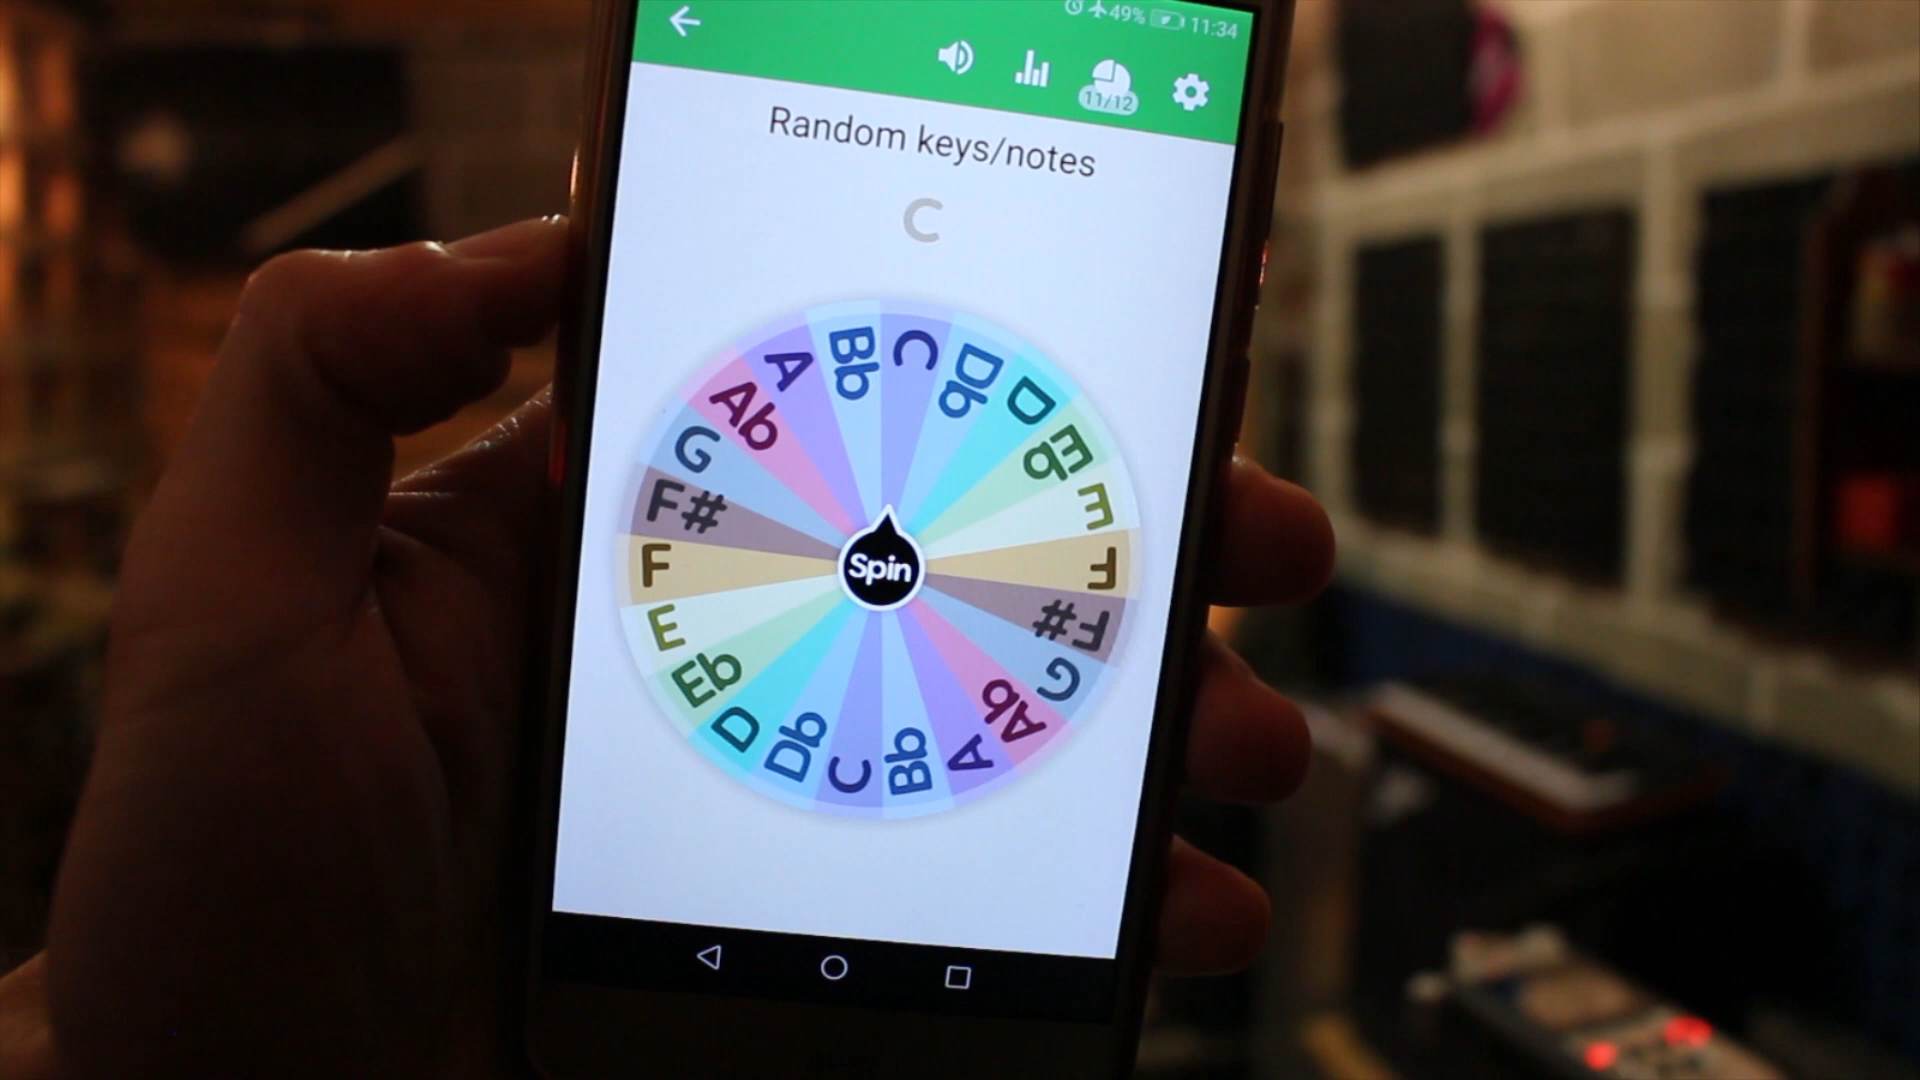 49% 11:34
11/12
Random keys/notes
C
C
Db
D
Eb
E
F
F#
G
Ab
A
Bb
C
Db
D
Eb
E
F
F#
G
Ab
A
Bb
Spin